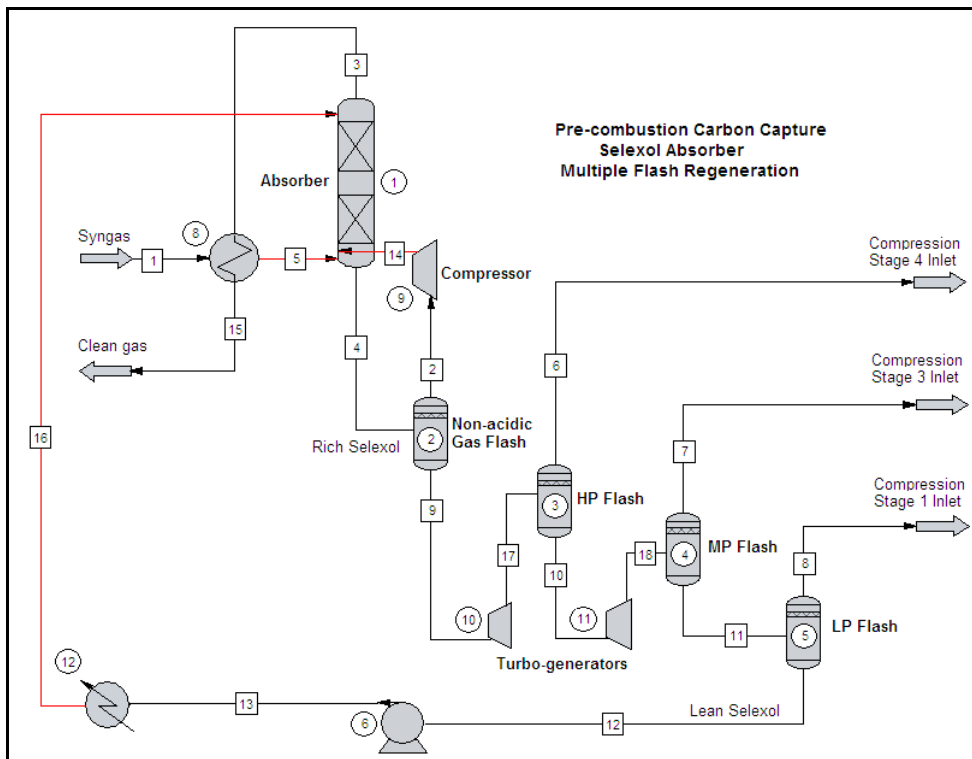 3
Pre-combustion Carbon Capture
Selexol Absorber
Multiple Flash Regeneration
Absorber
1
Syngas
8
1
5
14
Compressor
9
Compression
Stage 4 Inlet
15
Clean gas
4
2
6
16
Rich Selexol
Non-acidic
Gas Flash
2
Compression
Stage 3 Inlet
7
HP Flash
3
9
17
Compression
Stage 1 Inlet
18
MP Flash
4
8
10
10
11
11
LP Flash
5
Turbo-generators
12
13
6
12
Lean Selexol